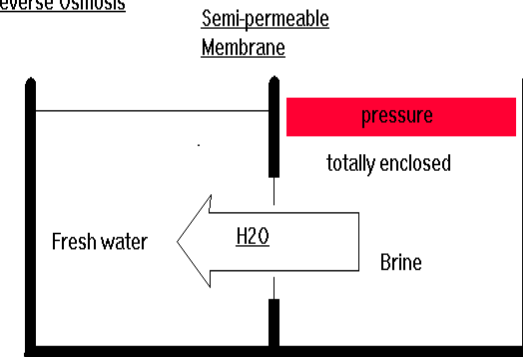 everse Osmosis
Semi-permeable
Membrane
pressure
totally enclosed
Fresh water
H2O
Brine